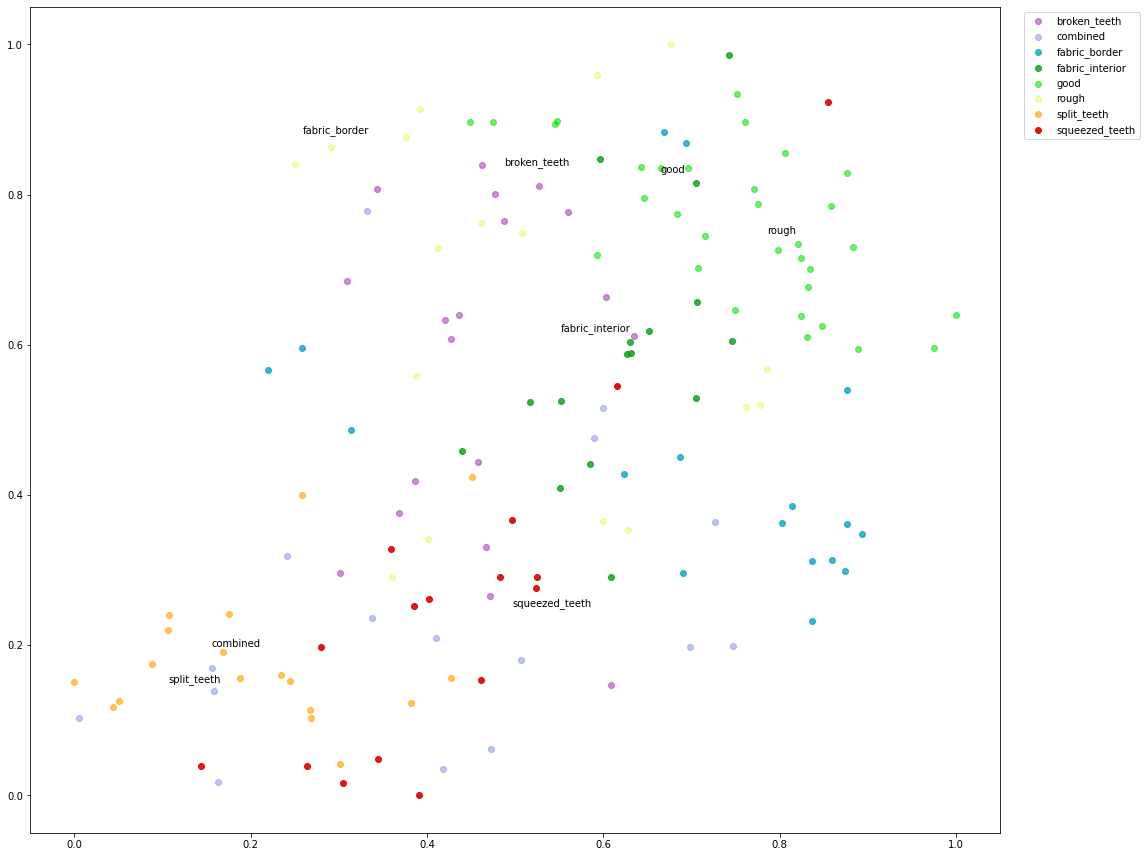 broken_teeth
combined
fabric_border
fabric_interior
good
rough
split_teeth
squeezed_teeth
1.0
0.8
0.6
0.4
0.2
0.0
fabric_border
broken_teeth
good
rough
fabric_interior
squeezed_teeth
combined
split_teeth
0.0 0.2 0.4 0.6 0.8 1.0